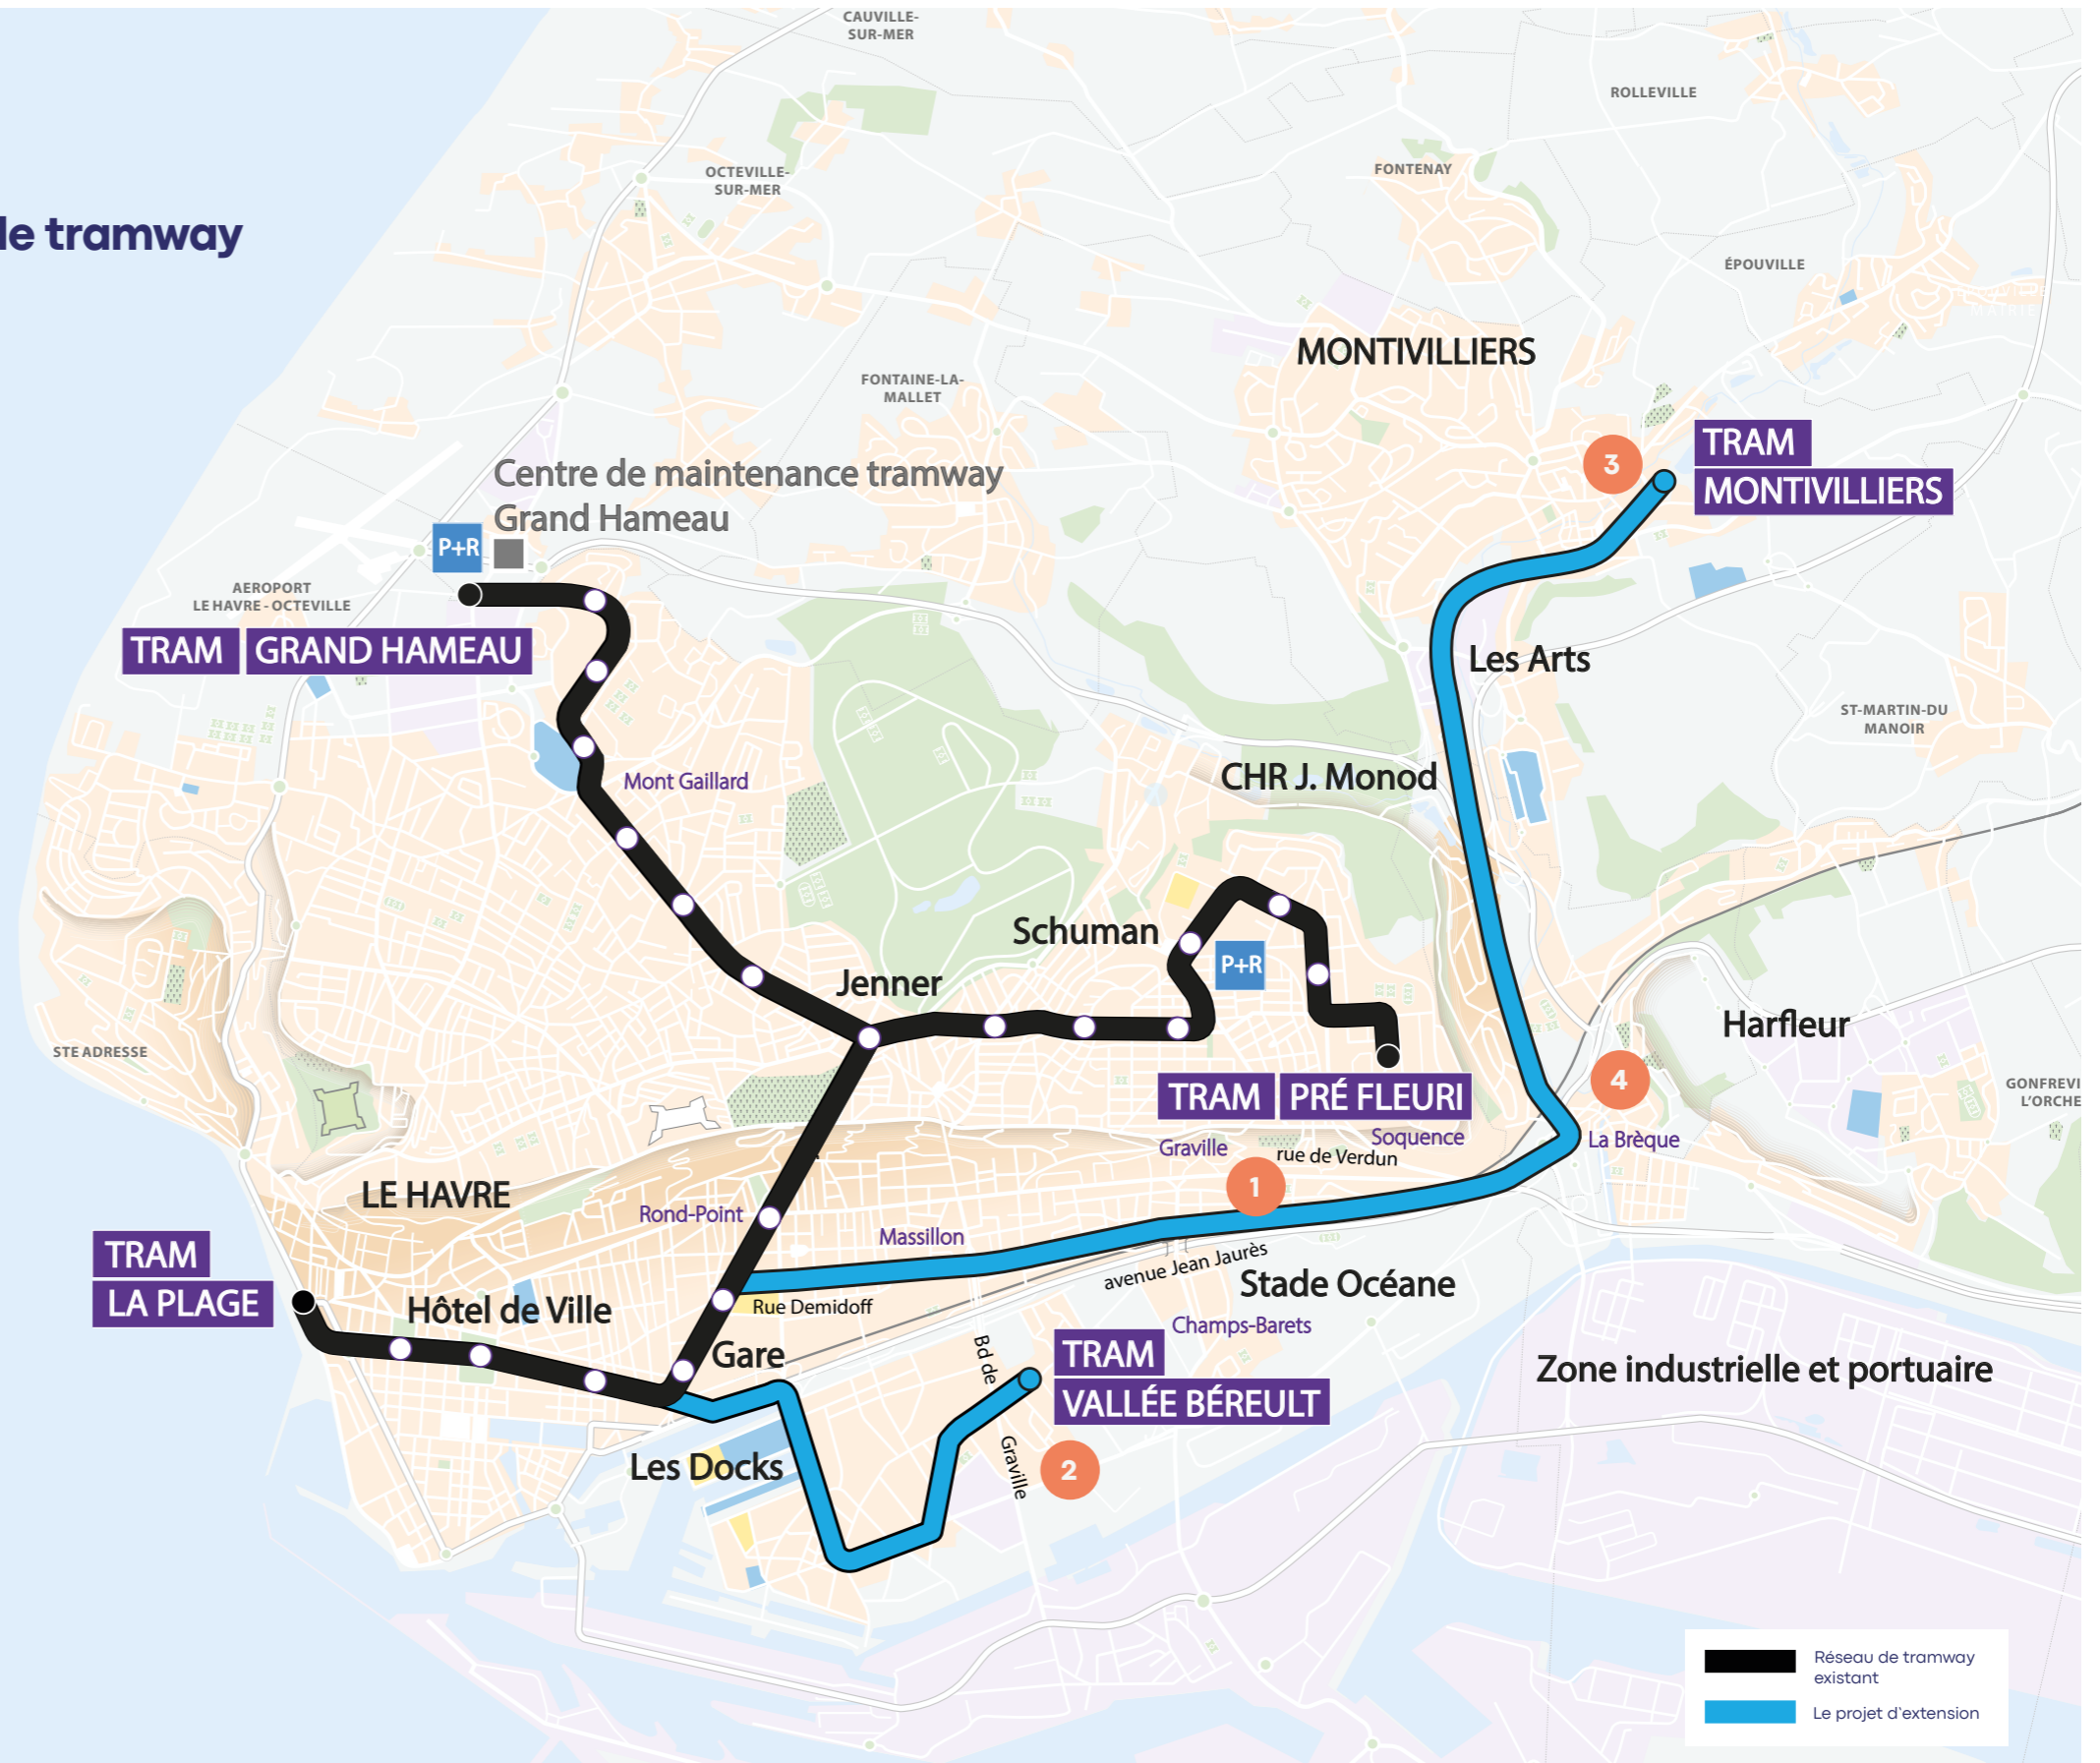 CAUVILLE-
SUR-MER
ROLLEVILLE
OCTEVILLE-
SUR-MER
FONTENAY
le tramway
ÉPOUVILLE
MONTIVILLIERS
FONTAINE-LA-
MALLET
3
TRAM
MONTIVILLIERS
Centre de maintenance tramway
Grand Hameau
P+R
AEROPORT
LE HAVRE - OCTEVILLE
TRAM GRAND HAMEAU
Les Arts
ST-MARTIN-DU
MANOIR
Mont Gaillard
CHR J. Monod
Schuman
P+R
Jenner
Harfleur
STE ADRESSE
4
GONFREVI
L'ORCHE
TRAM PRÉ FLEURI
Graville
Soquence
La Brèque
rue de Verdun
1
LE HAVRE
Rond-Point
Massillon
TRAM
LA PLAGE
avenue Jean Jaurès
Stade Océane
Hôtel de Ville
Rue Demidoff
Champs-Barets
Gare
Bd de
Graville
TRAM
VALLÉE BÉREULT
Zone industrielle et portuaire
Les Docks
2
Réseau de tramway
existant
Le projet d'extension